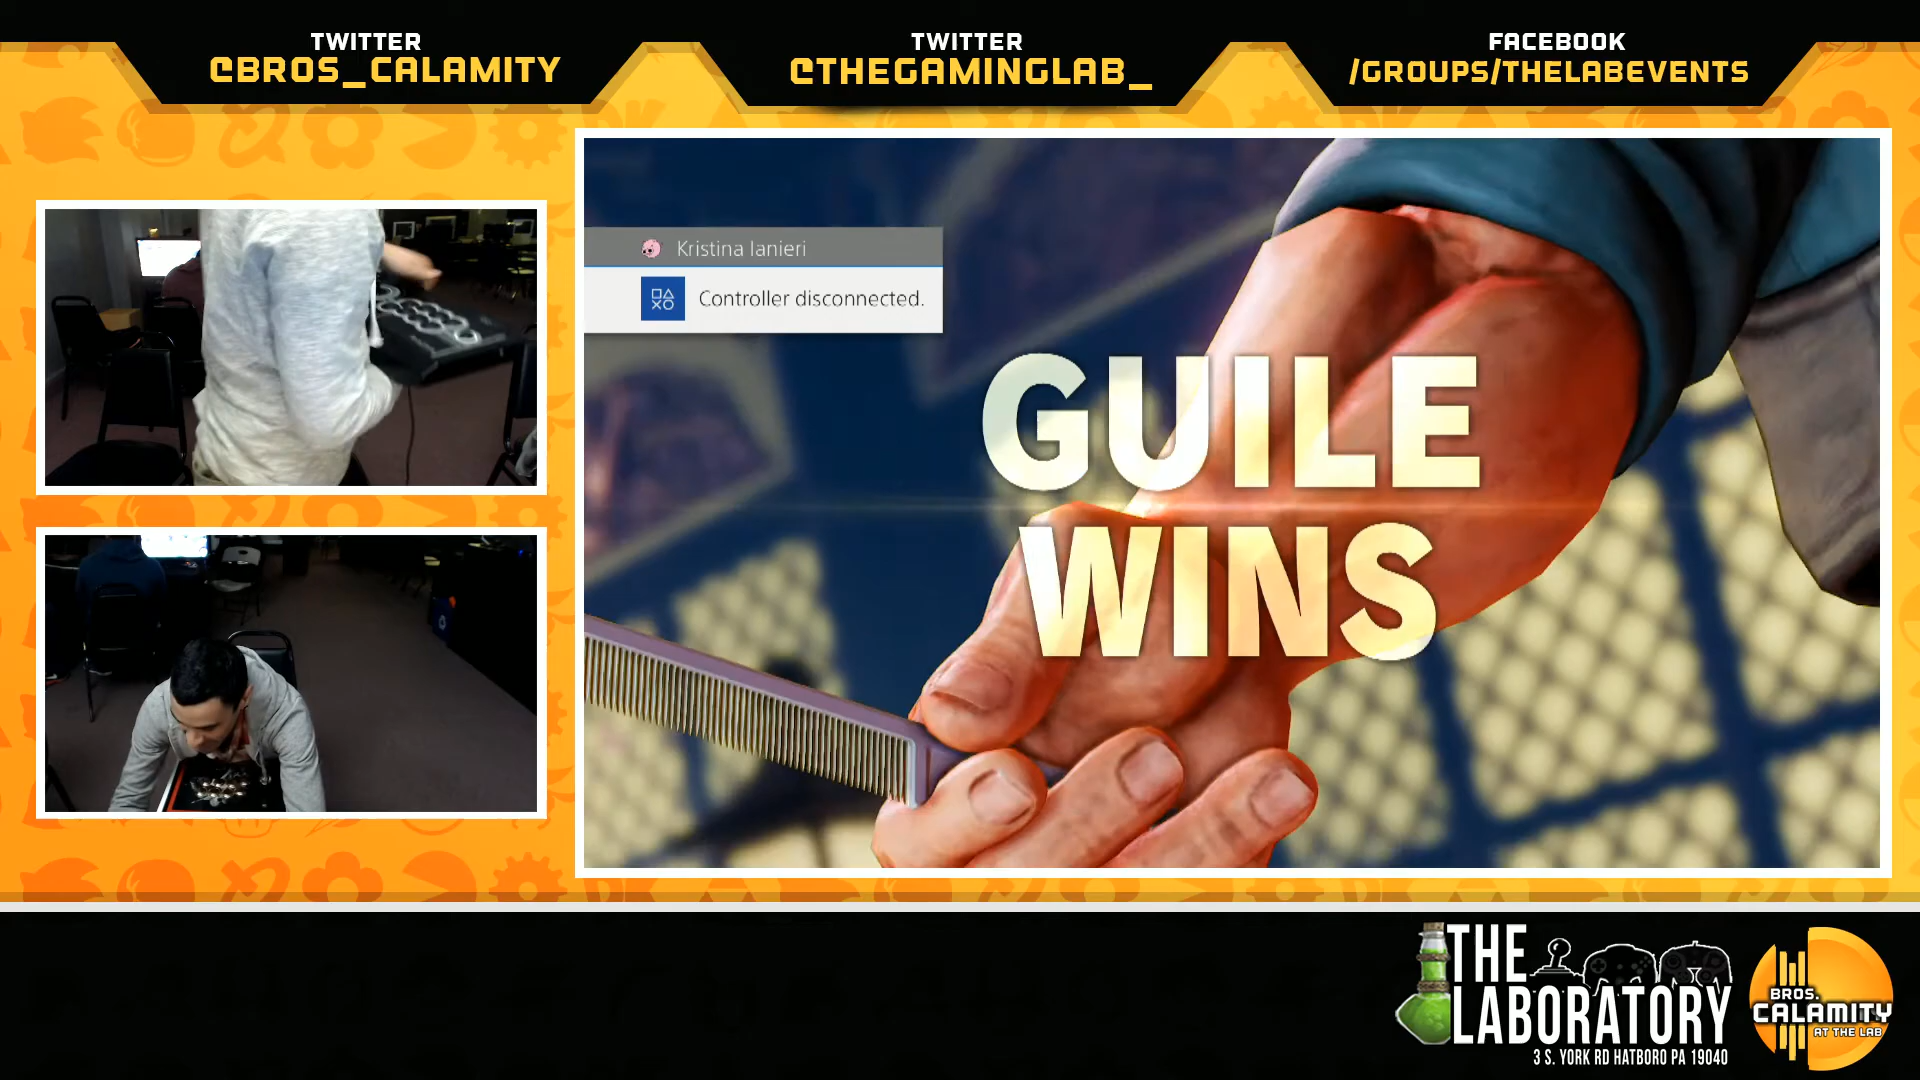 TWITTER
@BROS_CALAMITY
TWITTER
@THEGAMINGLAB_
FACEBOOK
/GROUPS/THELABEVENTS
Kristina Ianieri
Controller disconnected.
GUILE
WINS
THE
LABORATORY
3 S. YORK RD HATBORO PA 19040
BROS.
CALAMITY
AT THE LAB